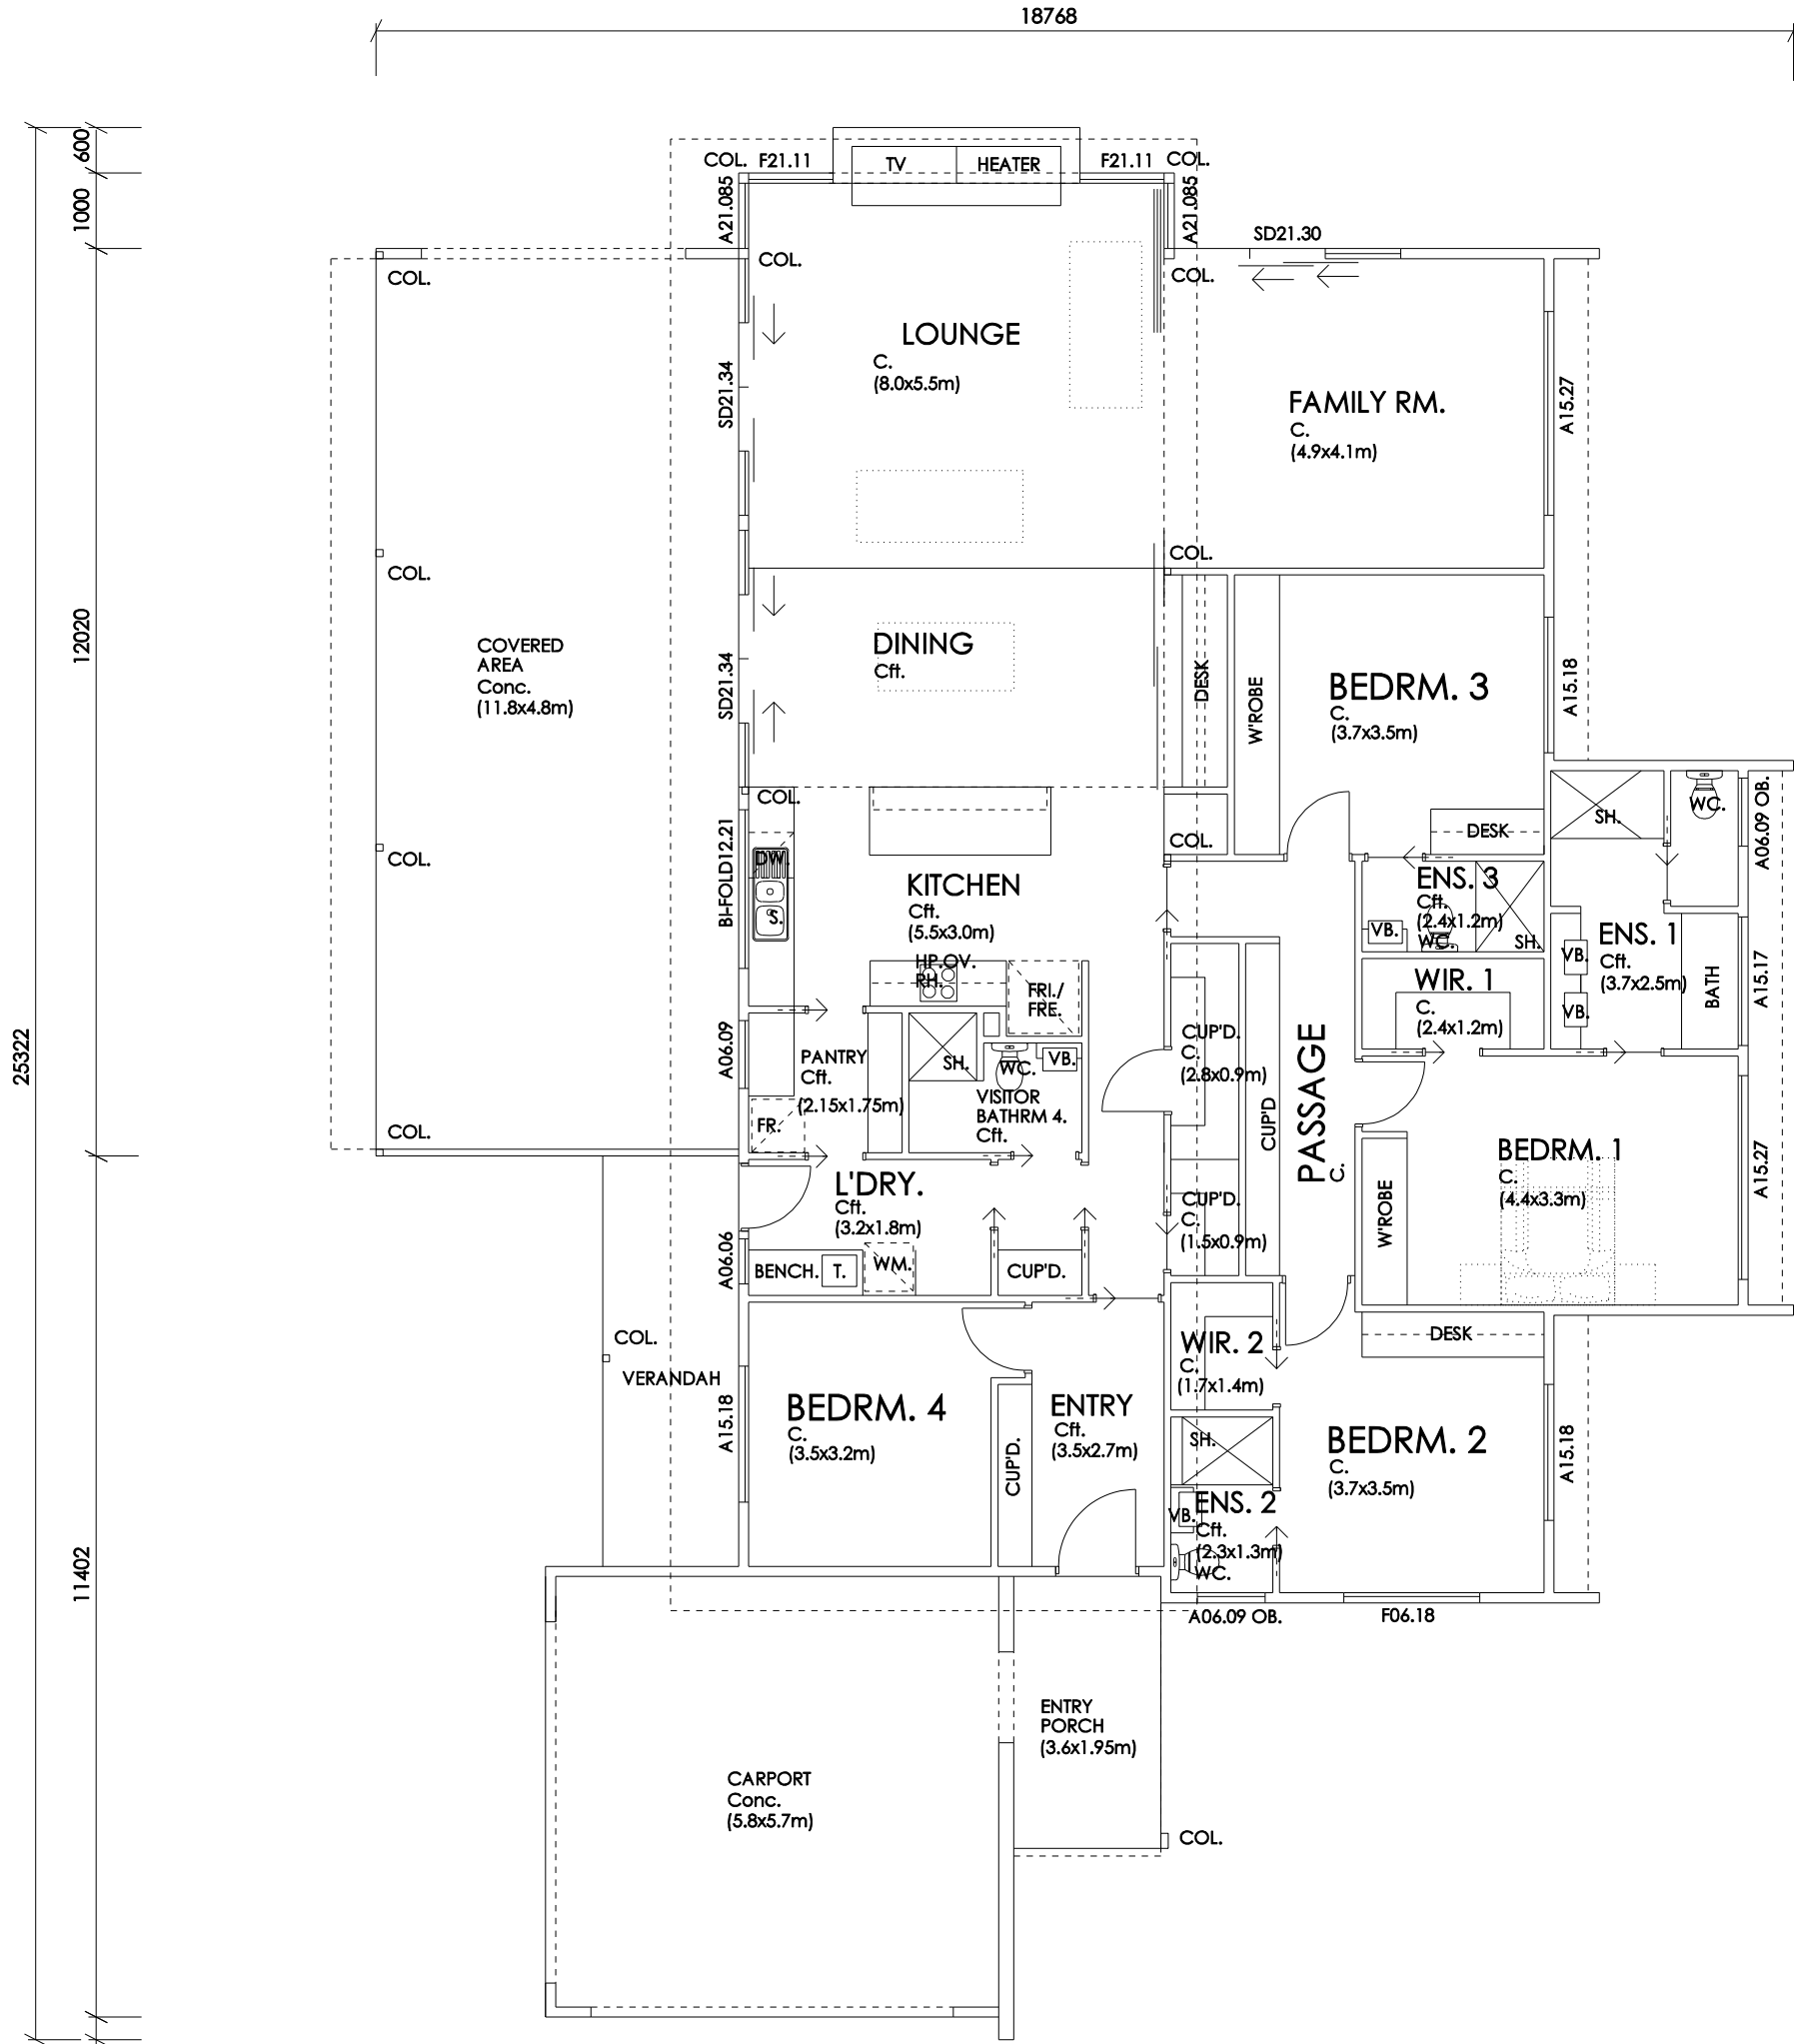 18768
600
COL. F21.11
TV
HEATER
F21.11 COL.
1000
A21.085
A21.085
SD21.30
COL.
COL.
COL.
LOUNGE
C.
(8.0x5.5m)
SD21.34
FAMILY RM.
C.
(4.9x4.1m)
A15.27
COL.
COL.
12020
COVERED
AREA
Conc.
(11.8x4.8m)
DINING
Cft.
SD21.34
DESK
W'ROBE
BEDRM. 3
C.
(3.7x3.5m)
A15.18
COL.
COL.
BI-FOLD12.21
DW.
S.
KITCHEN
Cft.
(5.5x3.0m)
HP.OV.
RH.
FRI./
FRE.
COL.
DESK
SH.
WC.
A06.09 OB.
ENS. 3
Cft.
(2.4x1.2m)
WC.
VB.
SH.
ENS. 1
Cft.
(3.7x2.5m)
VB.
VB.
BATH
A15.17
WIR. 1
C.
(2.4x1.2m)
25322
A06.09
PANTRY
Cft.
(2.15x1.75m)
FR.
SH.
WC.
VB.
VISITOR
BATHRM 4.
Cft.
CUP'D.
C.
(2.8x0.9m)
CUP'D
PASSAGE
C.
COL.
BEDRM. 1
C.
(4.4x3.3m)
W'ROBE
A15.27
L'DRY.
Cft.
(3.2x1.8m)
A06.06
BENCH.
T.
WM.
CUP'D.
CUP'D.
C.
(1.5x0.9m)
COL.
VERANDAH
A15.18
BEDRM. 4
C.
(3.5x3.2m)
CUP'D.
ENTRY
Cft.
(3.5x2.7m)
WIR. 2
C.
(1.7x1.4m)
DESK
SH.
BEDRM. 2
C.
(3.7x3.5m)
A15.18
VB.
ENS. 2
Cft.
(2.3x1.3m)
WC.
A06.09 OB.
F06.18
11402
ENTRY
PORCH
(3.6x1.95m)
CARPORT
Conc.
(5.8x5.7m)
COL.